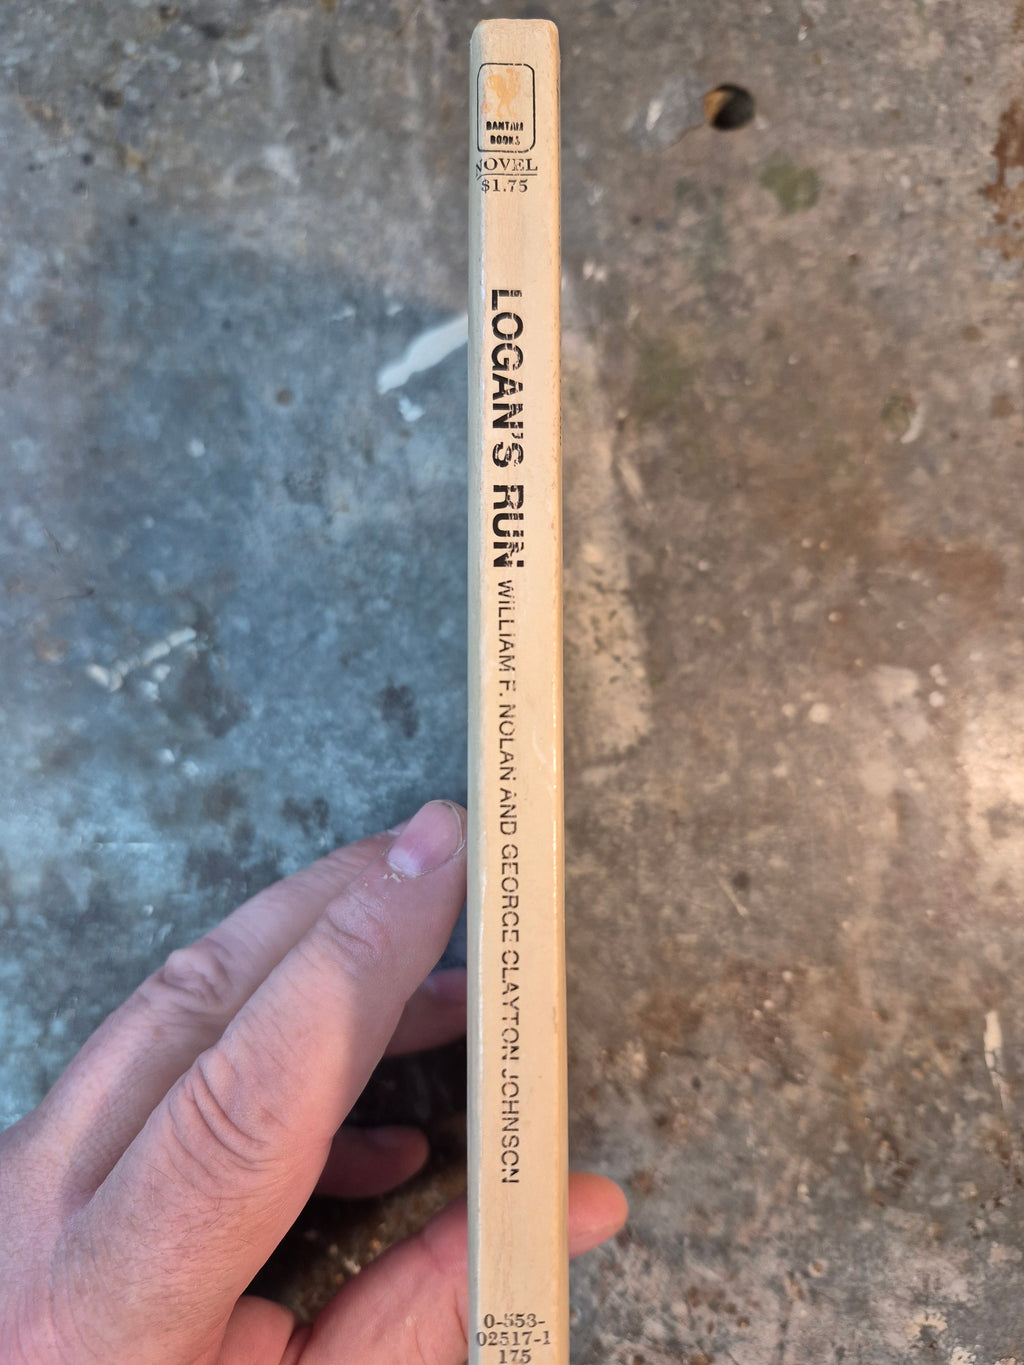 BANTAM
BOOKS
NOVEL
$1.75
LOGAN'S RUN WILLIAM F. NOLAN AND GEORGE CLAYTON JOHNSON
0-553-
02517-1
175